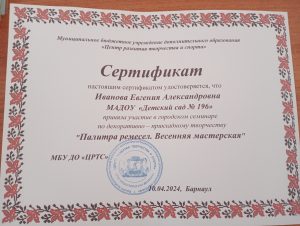 Муниципальное бюджетное учреждение дополнительного образования
«Центр развития творчества и спорта»
Сертификат
настоящим сертификатом удостоверяется, что
Иванова Евгения Александровна
МАДОУ «Детский сад № 196»
приняла участие в городском семинаре
по декоративно – прикладному творчеству
"Палитра ремесел. Весенняя мастерская"
МБУ ДО «ЦРТС»
10.04.2024, Барнаул